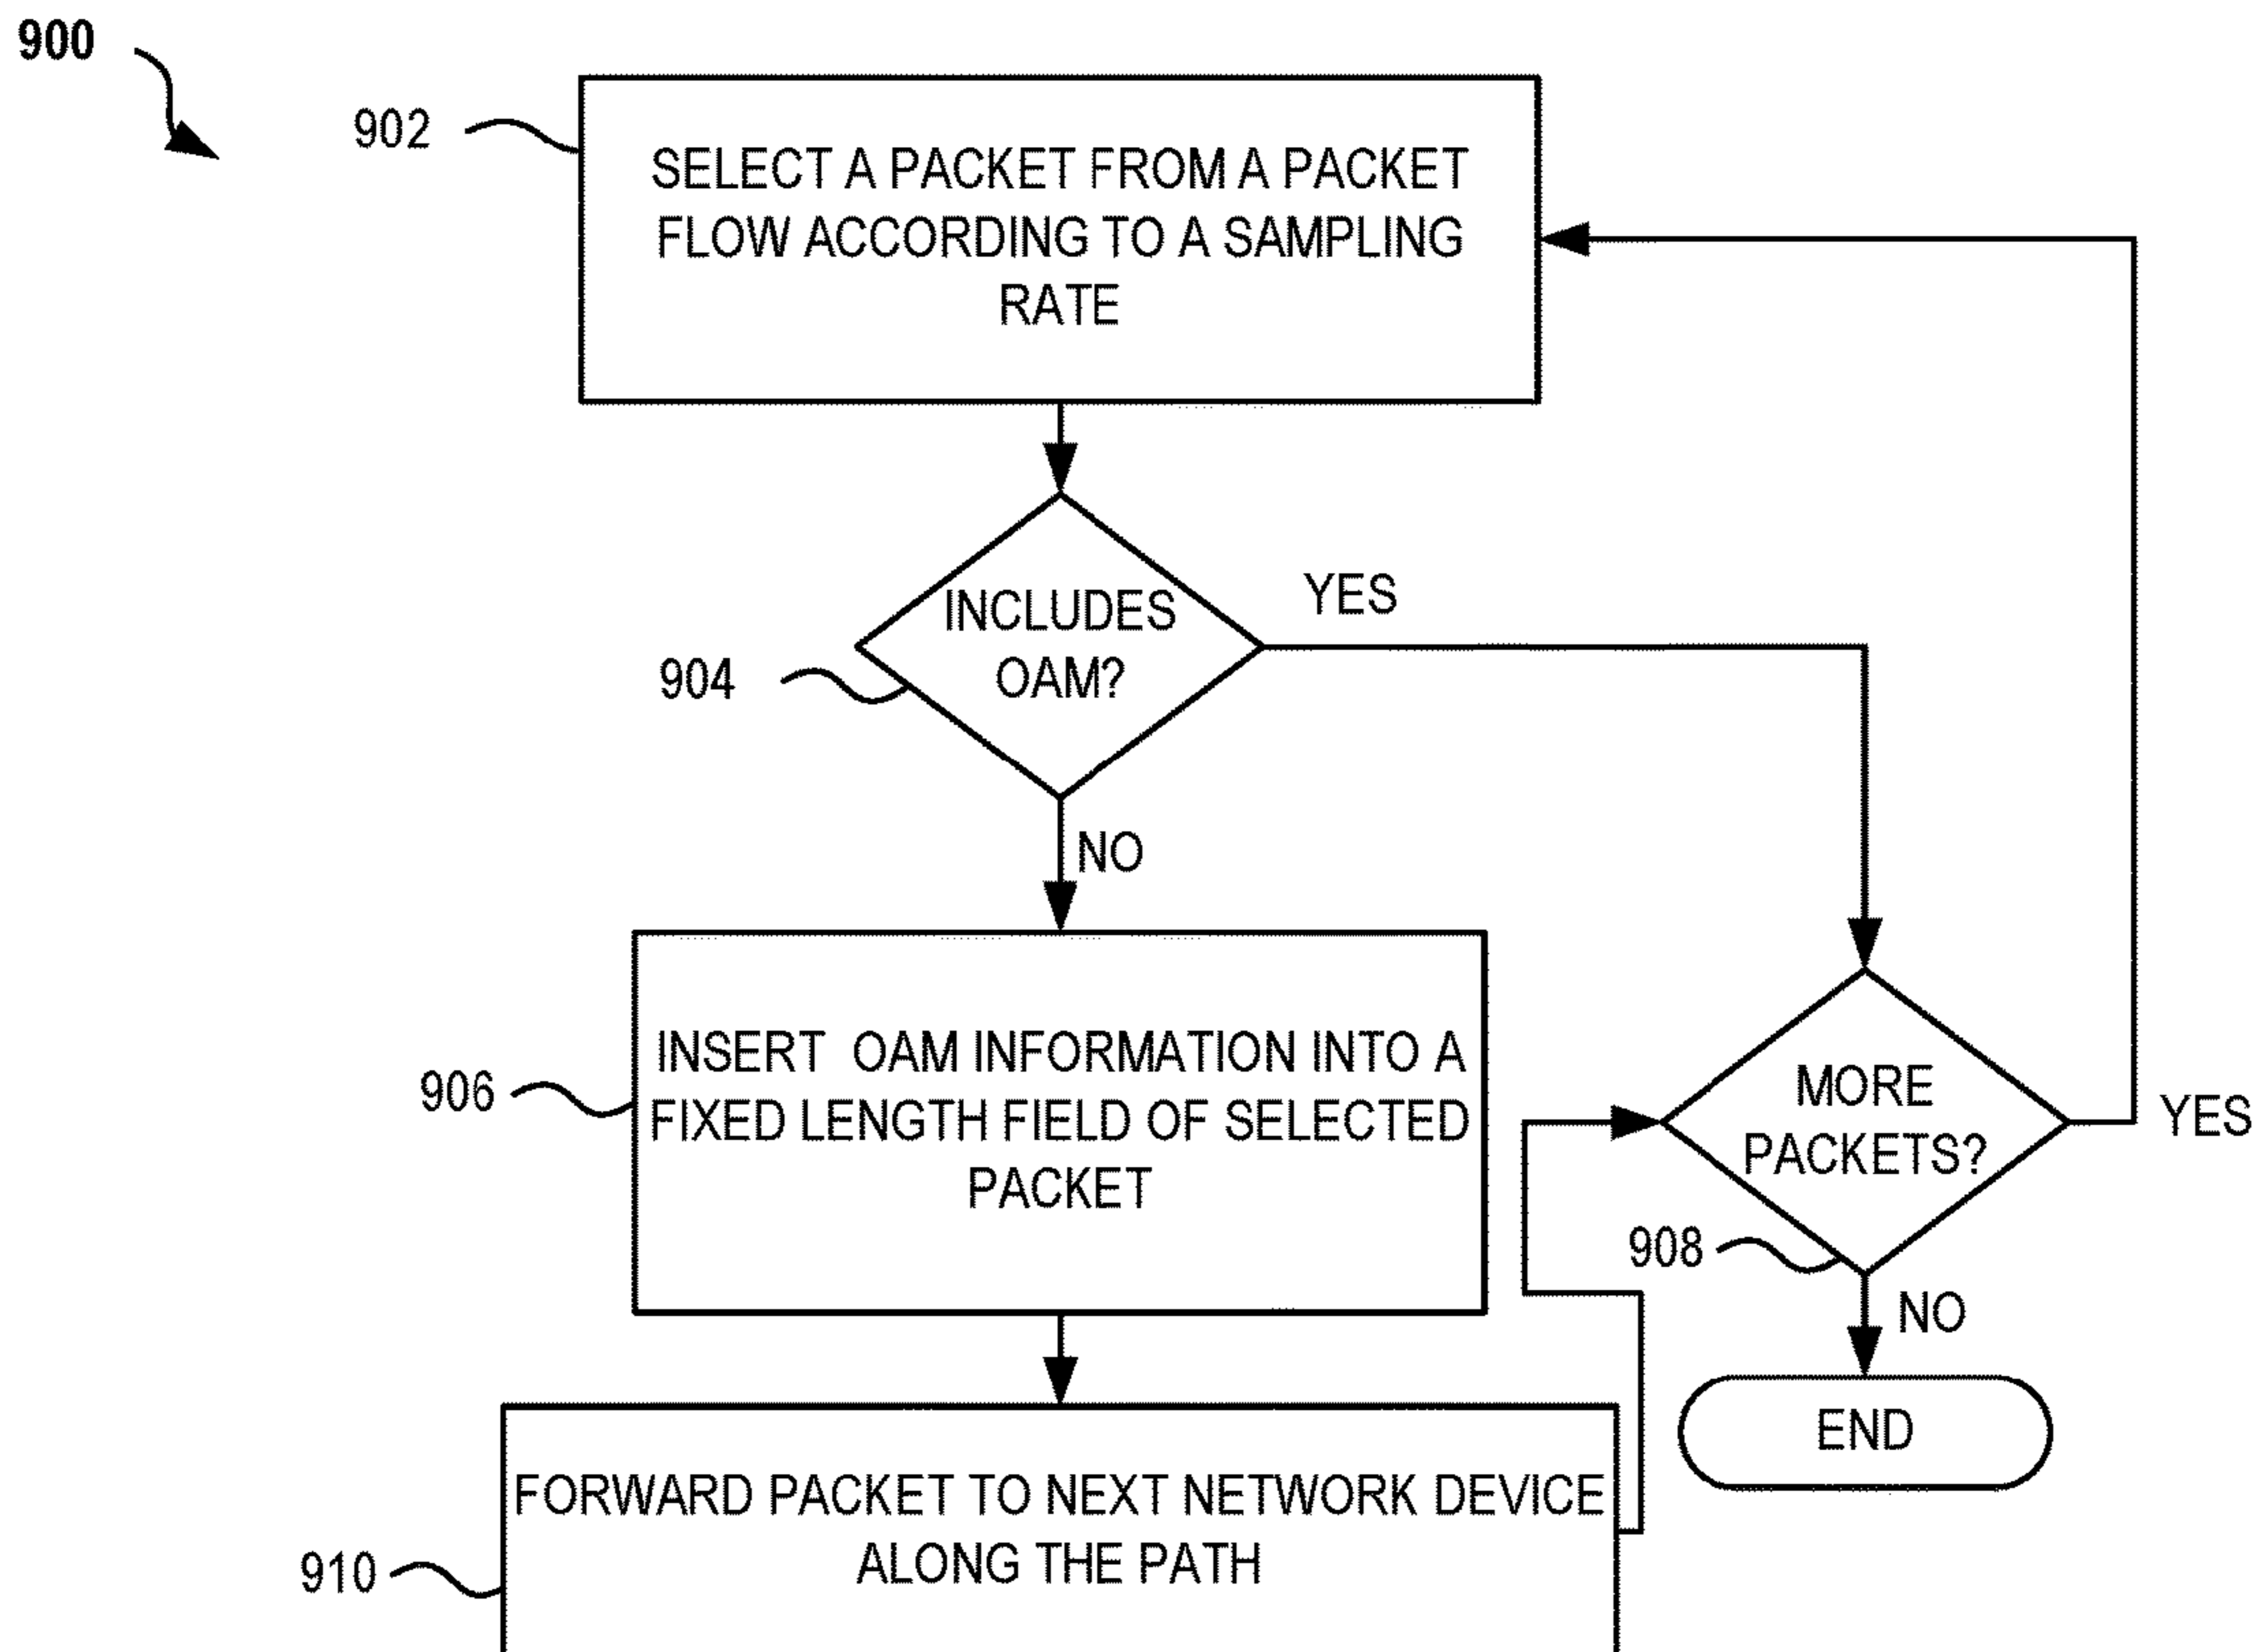 900
902
SELECT A PACKET FROM A PACKET
FLOW ACCORDING TO A SAMPLING
RATE
INCLUDES
OAM?
YES
904
NO
INSERT OAM INFORMATION INTO A
FIXED LENGTH FIELD OF SELECTED
PACKET
906
MORE
PACKETS?
YES
908
NO
END
FORWARD PACKET TO NEXT NETWORK DEVICE
ALONG THE PATH
910